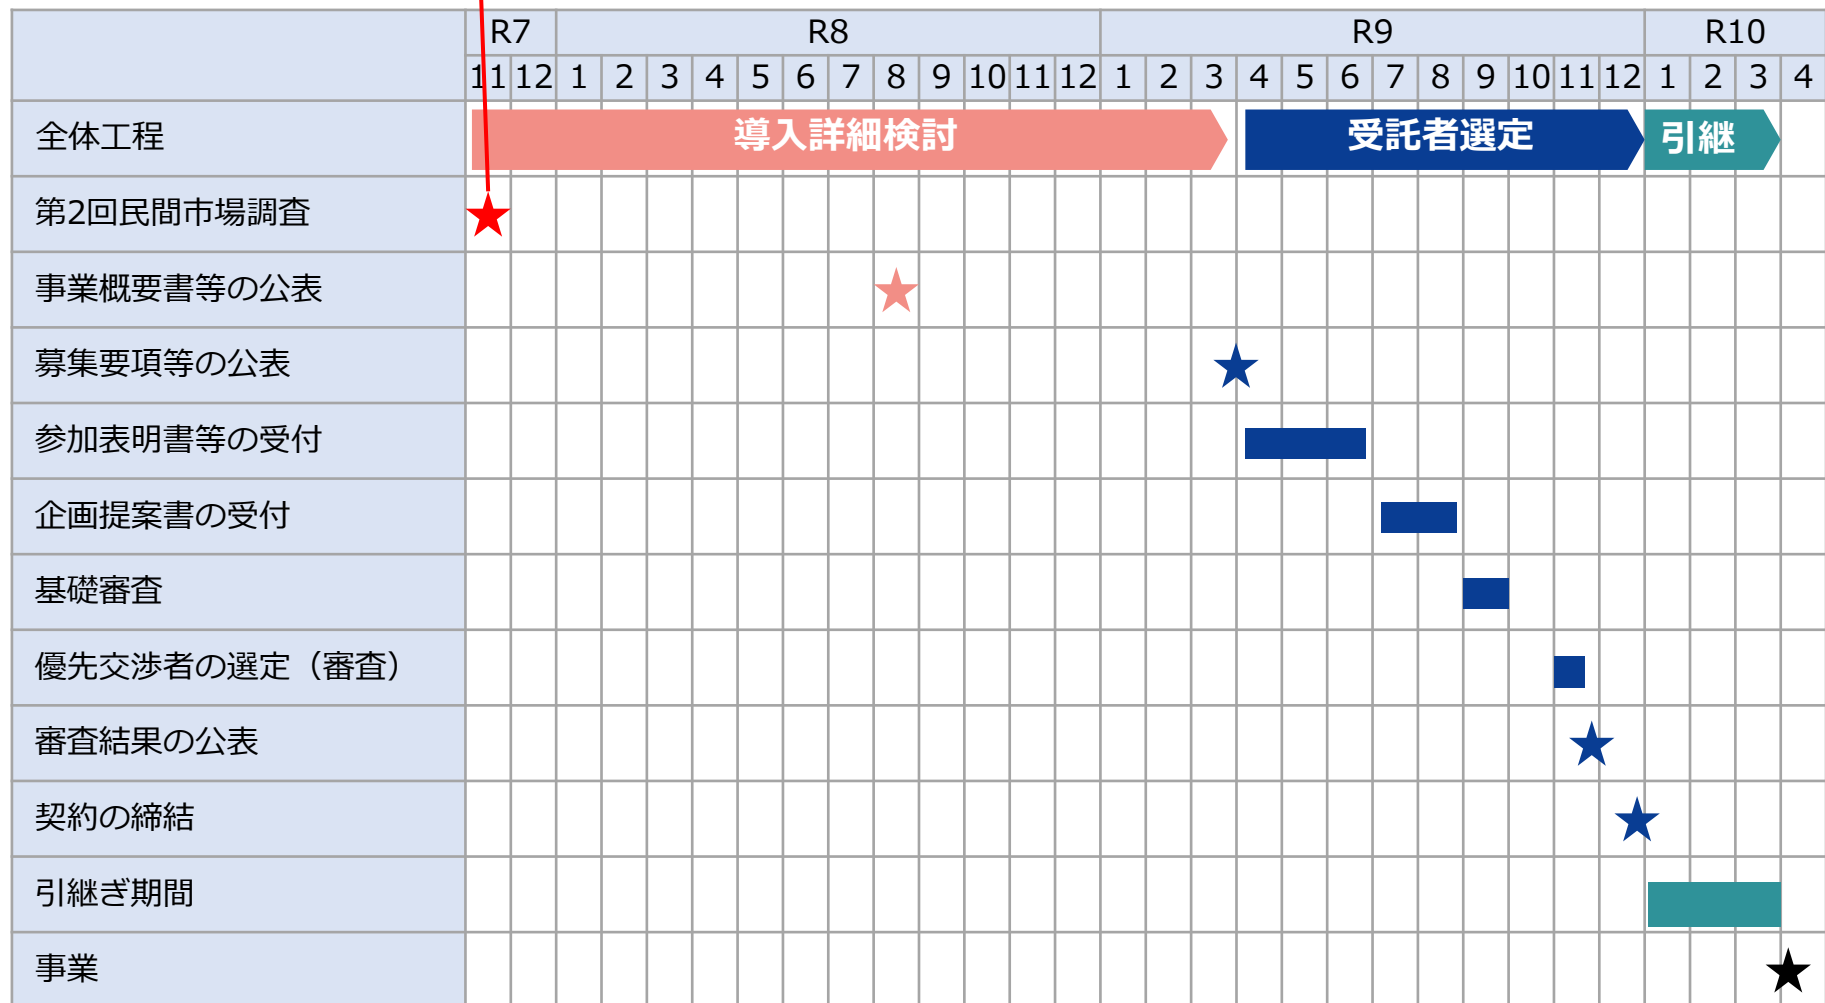 R7 R8 R9 R10
11 12 1 2 3 4 5 6 7 8 9 10 11 12 1 2 3 4 5 6 7 8 9 10 11 12 1 2 3 4
全体工程 導入詳細検討 受託者選定 引継
第2回民間市場調査
事業概要書等の公表
募集要項等の公表
参加表明書等の受付
企画提案書の受付
基礎審査
優先交渉者の選定（審査）
審査結果の公表
契約の締結
引継ぎ期間
事業